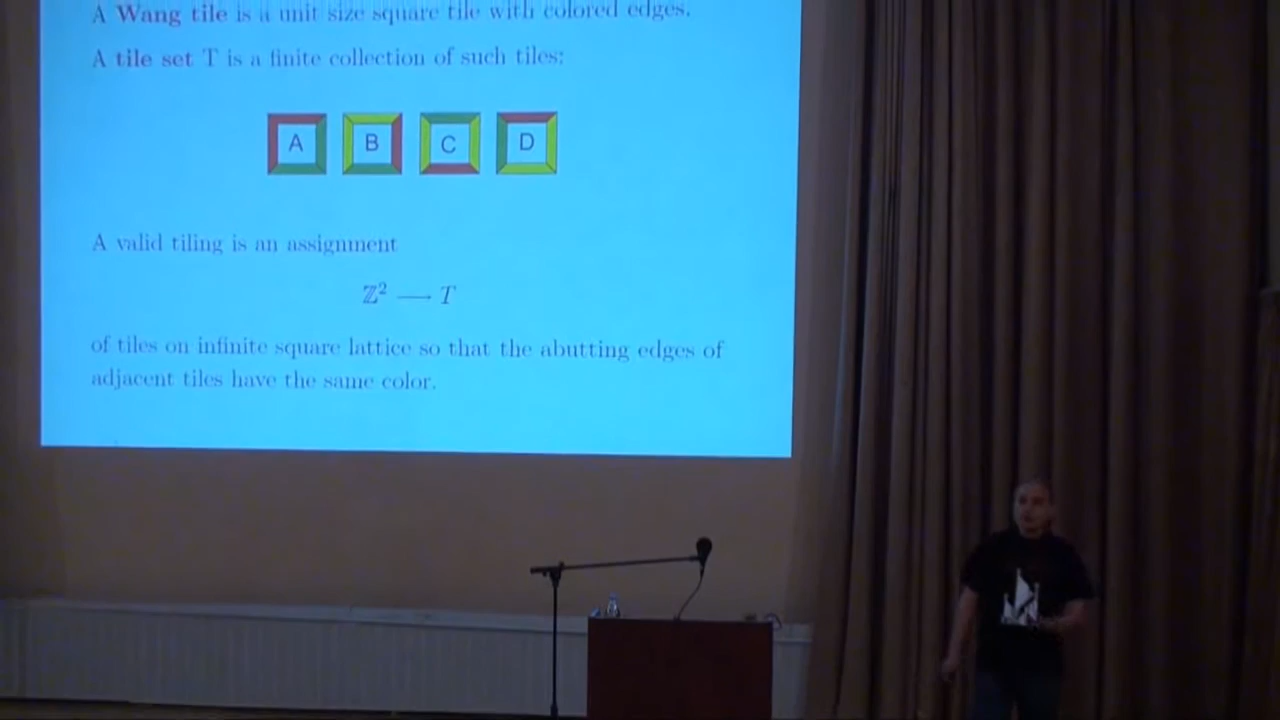 A Wang tile is a unit size square tile with colored edges.
A tile set T is a finite collection of such tiles:
A B C D
A valid tiling is an assignment
ℤ² — T
of tiles on infinite square lattice so that the abutting edges of
adjacent tiles have the same color.